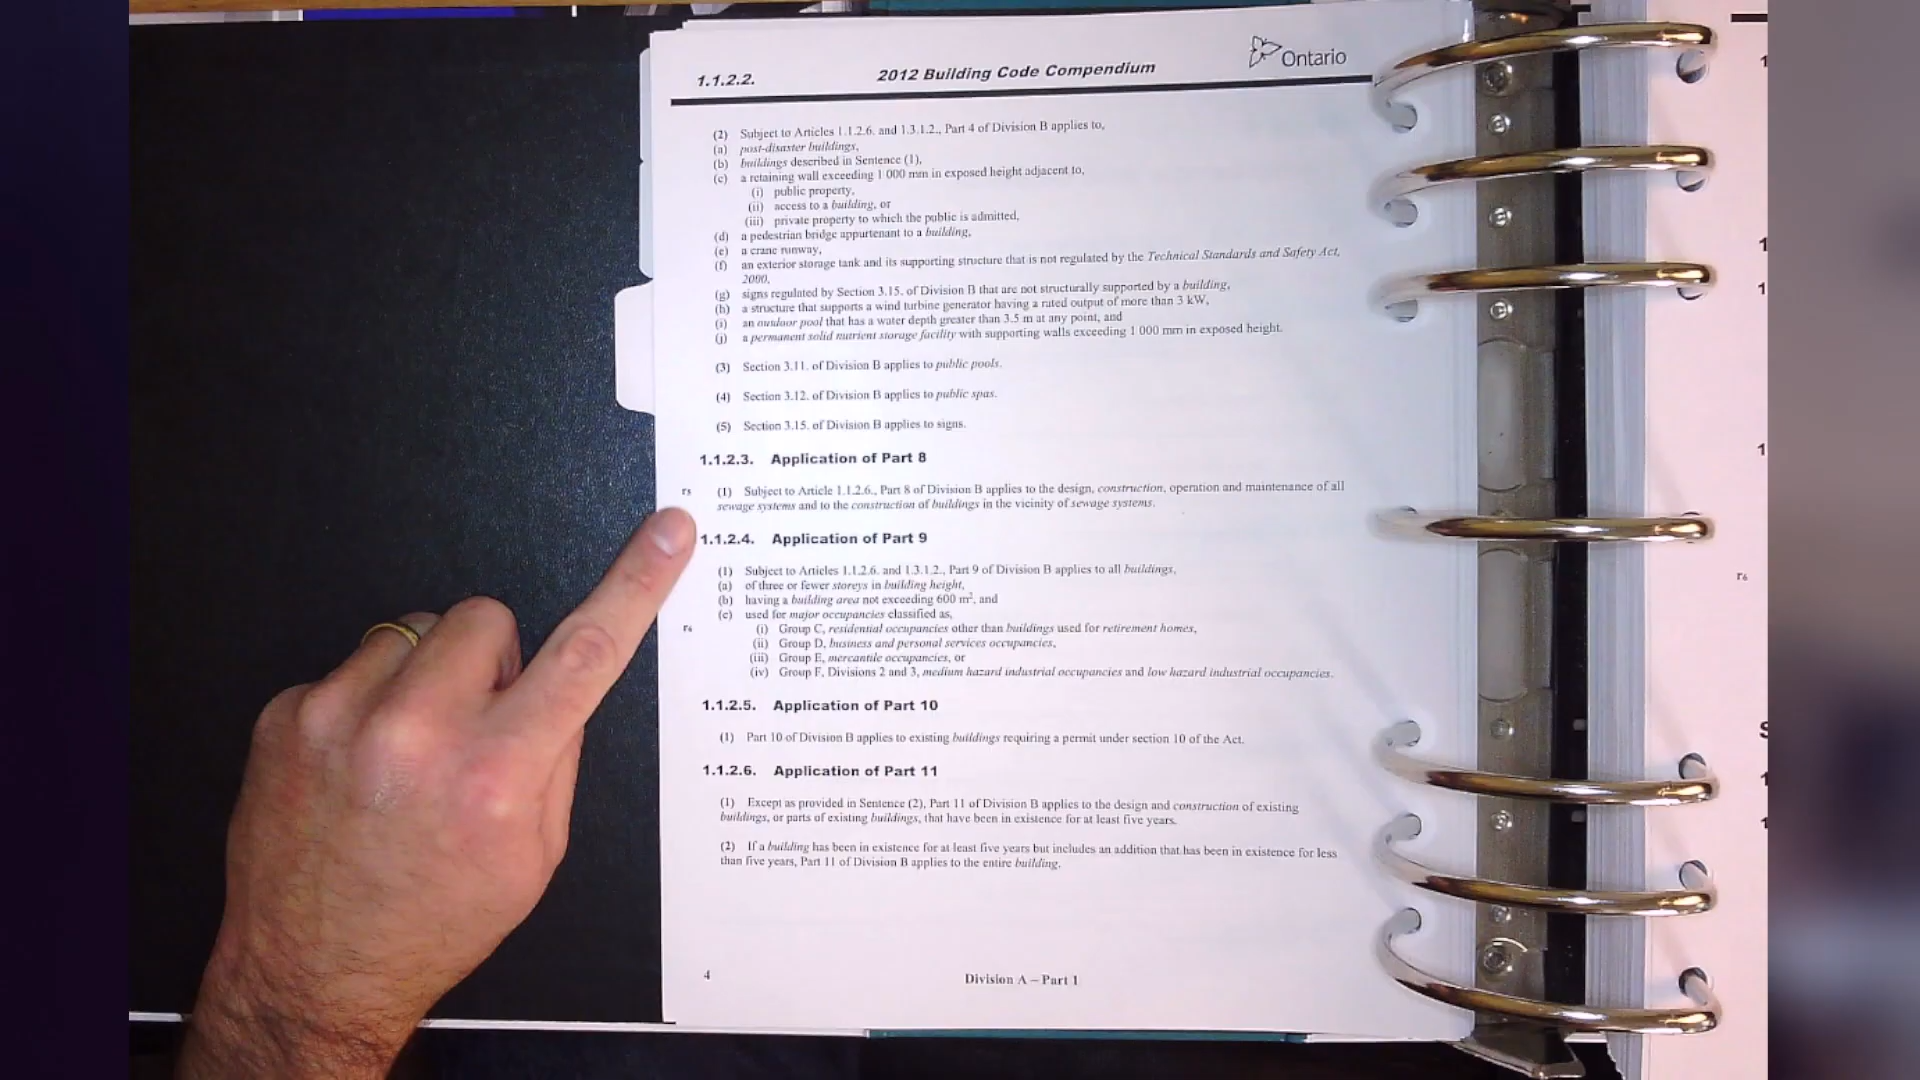 1.1.2.2. 2012 Building Code Compendium Ontario
(2) Subject to Articles 1.1.2.6. and 1.3.1.2., Part 4 of Division B applies to,
(a) post-disaster buildings,
(b) buildings described in Sentence (1),
(c) a retaining wall exceeding 1 000 mm in exposed height adjacent to,
(i) public property,
(ii) access to a building, or
(iii) private property to which the public is admitted,
(d) a pedestrian bridge appurtenant to a building,
(e) a crane runway,
(f) an exterior storage tank and its supporting structure that is not regulated by the Technical Standards and Safety Act,
2000,
(g) signs regulated by Section 3.15. of Division B that are not structurally supported by a building,
(h) a structure that supports a wind turbine generator having a rated output of more than 3 kW,
(i) an outdoor pool that has a water depth greater than 3.5 m at any point, and
(j) a permanent solid nutrient storage facility with supporting walls exceeding 1 000 mm in exposed height.
(3) Section 3.11. of Division B applies to public pools.
(4) Section 3.12. of Division B applies to public spas.
(5) Section 3.15. of Division B applies to signs.
1.1.2.3. Application of Part 8
r5 (1) Subject to Article 1.1.2.6., Part 8 of Division B applies to the design, construction, operation and maintenance of all
sewage systems and to the construction of buildings in the vicinity of sewage systems.
1.1.2.4. Application of Part 9
(1) Subject to Articles 1.1.2.6. and 1.3.1.2., Part 9 of Division B applies to all buildings,
(a) of three or fewer storeys in building height,
(b) having a building area not exceeding 600 m², and
(c) used for major occupancies classified as,
r6 (i) Group C, residential occupancies other than buildings used for retirement homes,
(ii) Group D, business and personal services occupancies,
(iii) Group E, mercantile occupancies, or
(iv) Group F, Divisions 2 and 3, medium hazard industrial occupancies and low hazard industrial occupancies.
1.1.2.5. Application of Part 10
(1) Part 10 of Division B applies to existing buildings requiring a permit under section 10 of the Act.
1.1.2.6. Application of Part 11
(1) Except as provided in Sentence (2), Part 11 of Division B applies to the design and construction of existing
buildings, or parts of existing buildings, that have been in existence for at least five years.
(2) If a building has been in existence for at least five years but includes an addition that has been in existence for less
than five years, Part 11 of Division B applies to the entire building.
4 Division A – Part 1
r6